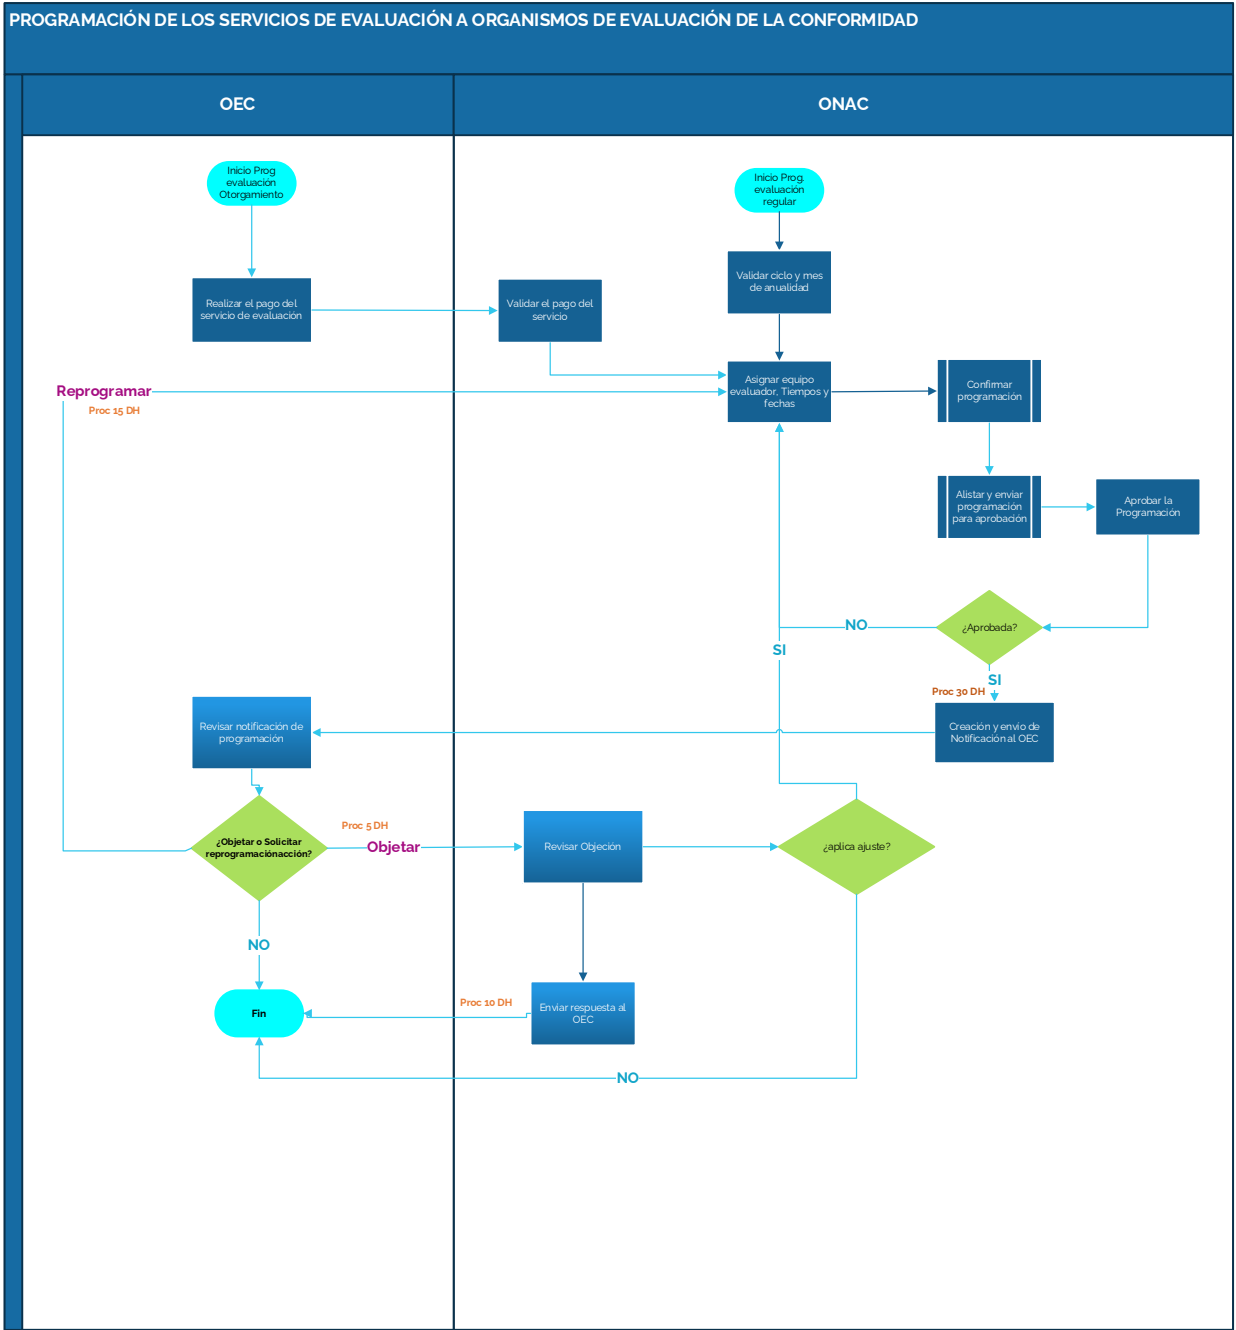 PROGRAMACIÓN DE LOS SERVICIOS DE EVALUACIÓN A ORGANISMOS DE EVALUACIÓN DE LA CONFORMIDAD
OEC
ONAC
Inicio Prog
evaluación
Otorgamiento
Inicio Prog.
evaluación
regular
Validar ciclo y mes
de anualidad
Realizar el pago del
servicio de evaluación
Validar el pago del
servicio
Reprogramar
Proc 15 DH
Asignar equipo
evaluador, Tiempos y
fechas
Confirmar
programación
Alistar y enviar
programación
para aprobación
Aprobar la
Programación
¿Aprobada?
NO
SI
SI
Proc 30 DH
Creación y envio de
Notificación al OEC
Revisar notificación de
programación
¿Objetar o Solicitar
reprogramaciónacción?
Proc 5 DH
Objetar
Revisar Objeción
¿aplica ajuste?
NO
Fin
Proc 10 DH
Enviar respuesta al
OEC
NO